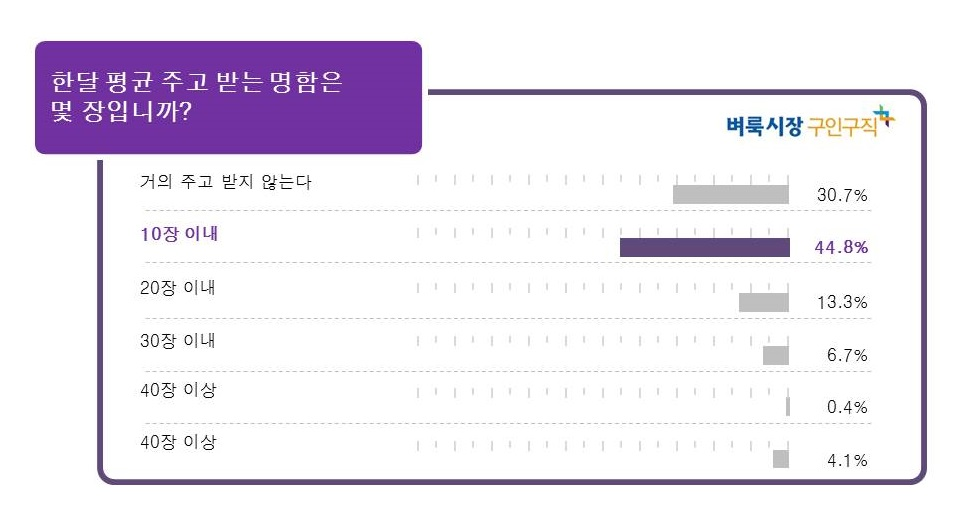 한달 평균 주고 받는 명함은
몇 장입니까?
벼룩시장 구인구직
거의 주고 받지 않는다 30.7%
10장 이내 44.8%
20장 이내 13.3%
30장 이내 6.7%
40장 이상 0.4%
40장 이상 4.1%